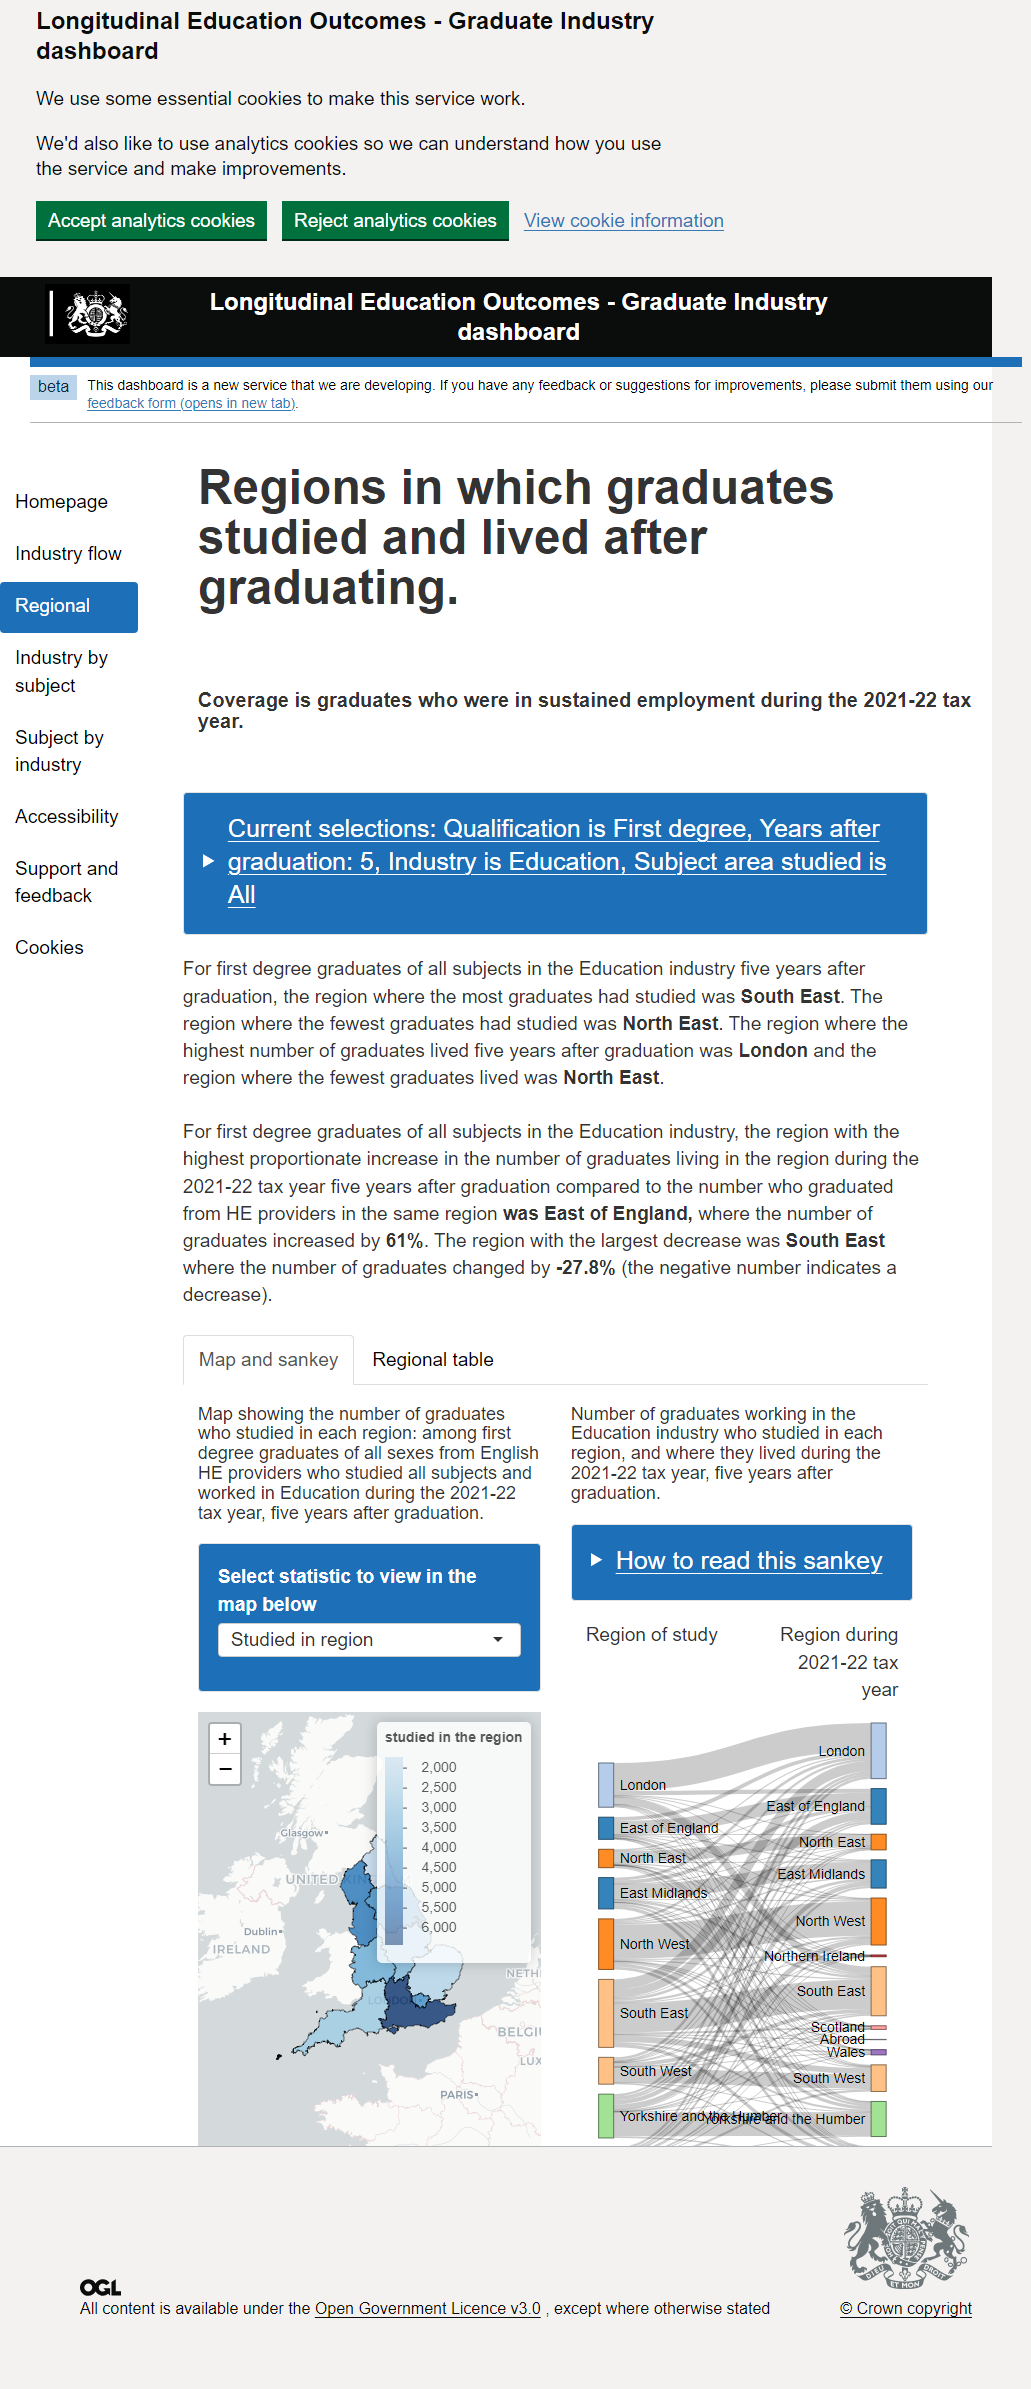 Longitudinal Education Outcomes - Graduate Industry
dashboard
We use some essential cookies to make this service work.
We'd also like to use analytics cookies so we can understand how you use
the service and make improvements.
Accept analytics cookies
Reject analytics cookies
View cookie information
Longitudinal Education Outcomes - Graduate Industry
dashboard
beta
This dashboard is a new service that we are developing. If you have any feedback or suggestions for improvements, please submit them using our
feedback form (opens in new tab).
Homepage
Industry flow
Regional
Industry by
subject
Subject by
industry
Accessibility
Support and
feedback
Cookies
Regions in which graduates
studied and lived after
graduating.
Coverage is graduates who were in sustained employment during the 2021-22 tax
year.
Current selections: Qualification is First degree, Years after
graduation: 5, Industry is Education, Subject area studied is
All
For first degree graduates of all subjects in the Education industry five years after
graduation, the region where the most graduates had studied was South East. The
region where the fewest graduates had studied was North East. The region where the
highest number of graduates lived five years after graduation was London and the
region where the fewest graduates lived was North East.
For first degree graduates of all subjects in the Education industry, the region with the
highest proportionate increase in the number of graduates living in the region during the
2021-22 tax year five years after graduation compared to the number who graduated
from HE providers in the same region was East of England, where the number of
graduates increased by 61%. The region with the largest decrease was South East
where the number of graduates changed by -27.8% (the negative number indicates a
decrease).
Map and sankey
Regional table
Map showing the number of graduates
who studied in each region: among first
degree graduates of all sexes from English
HE providers who studied all subjects and
worked in Education during the 2021-22
tax year, five years after graduation.
Select statistic to view in the
map below
Studied in region
+
−
studied in the region
2,000
2,500
3,000
3,500
4,000
4,500
5,000
5,500
6,000
Glasgow
UNITED KIN
Dublin
IRELAND
NETH
LONDON
BELGI
LUX
PARIS
Number of graduates working in the
Education industry who studied in each
region, and where they lived during the
2021-22 tax year, five years after
graduation.
How to read this sankey
Region of study
Region during
2021-22 tax
year
London
East of England
North East
East Midlands
North West
South East
South West
Yorkshire and the Humber
London
East of England
North East
East Midlands
North West
Northern Ireland
South East
Scotland
Abroad
Wales
South West
Yorkshire and the Humber
OGL
All content is available under the Open Government Licence v3.0 , except where otherwise stated
© Crown copyright